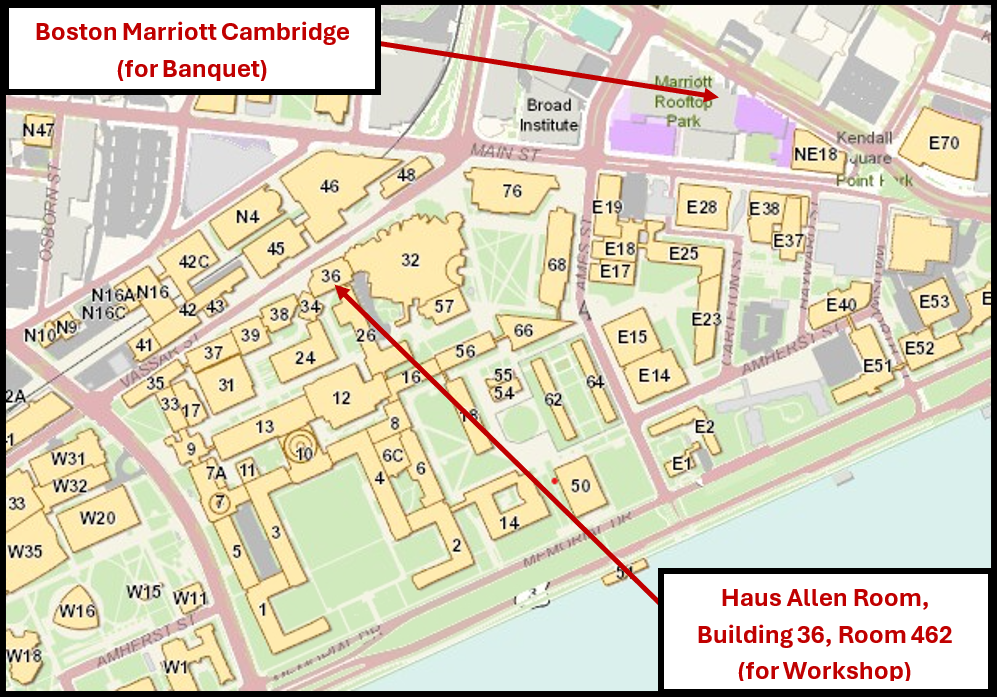 Boston Marriott Cambridge
(for Banquet)
Marriott
Rooftop
Park
Broad
Institute
MAIN ST
Kendall
Square
Point Park
NE18
E70
N47
OSBORN ST
46
48
76
E19
E28
E38
E37
N4
45
32
68
AMES ST
E18
E17
E25
E23
42C
36
57
E15
E14
CARLETON ST
HAYWARD ST
E40
E53
E52
E51
AMHERST ST
N16A
N16
N16C
N10
N9
42
43
41
VASSAR ST
38
34
39
37
26
24
56
66
35
31
33
17
16
55
54
62
64
12
18
13
8
9
10
7A
11
7
6C
6
4
E2
E1
50
14
2
3
5
1
W31
W32
33
W20
W35
W15
W11
W16
W18
W1
AMHERST ST
MEMORIAL DR
MEMORIAL DR
51
Haus Allen Room,
Building 36, Room 462
(for Workshop)